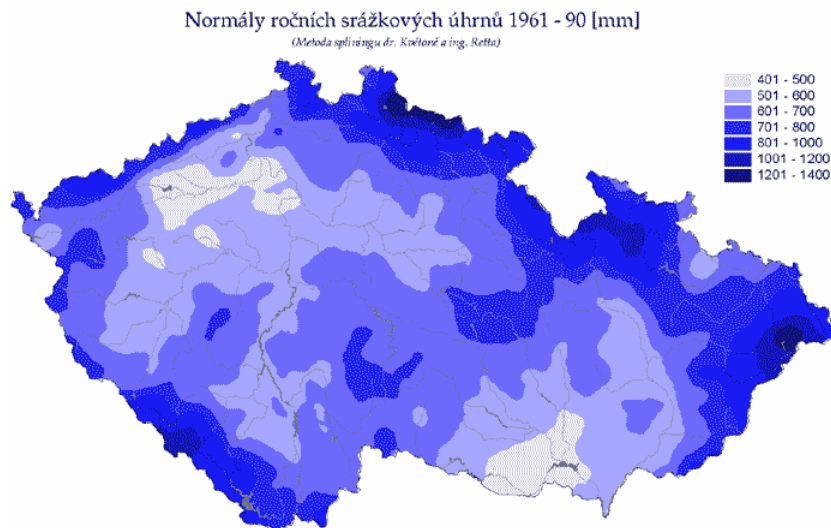 Normály ročních srážkových úhrnů 1961 - 90 [mm]
(Metoda spliningu dr. Květoně a ing. Retta)
401 - 500
501 - 600
601 - 700
701 - 800
801 - 1000
1001 - 1200
1201 - 1400